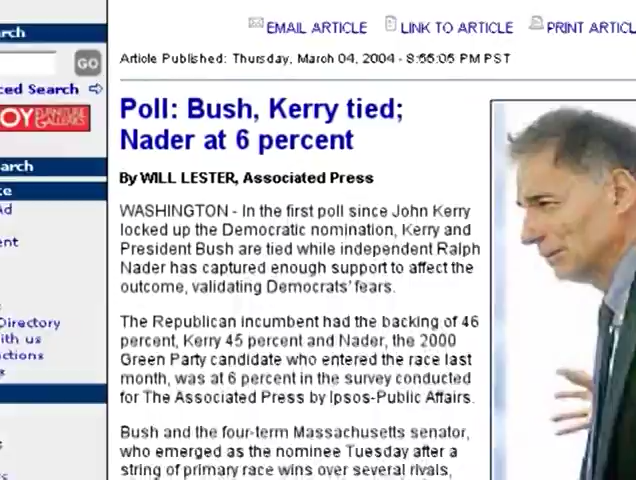 arch
EMAIL ARTICLE LINK TO ARTICLE PRINT ARTICL
GO
Article Published: Thursday, March 04, 2004 - 8:55:05 PM PST
ced Search
OY FURNITURE GALLERIES
Poll: Bush, Kerry tied;
Nader at 6 percent
arch
te
By WILL LESTER, Associated Press
Ad
ent
WASHINGTON - In the first poll since John Kerry
locked up the Democratic nomination, Kerry and
President Bush are tied while independent Ralph
Nader has captured enough support to affect the
outcome, validating Democrats' fears.
Directory
ith us
ctions
s
The Republican incumbent had the backing of 46
percent, Kerry 45 percent and Nader, the 2000
Green Party candidate who entered the race last
month, was at 6 percent in the survey conducted
for The Associated Press by Ipsos-Public Affairs.
Bush and the four-term Massachusetts senator,
who emerged as the nominee Tuesday after a
string of primary race wins over several rivals,